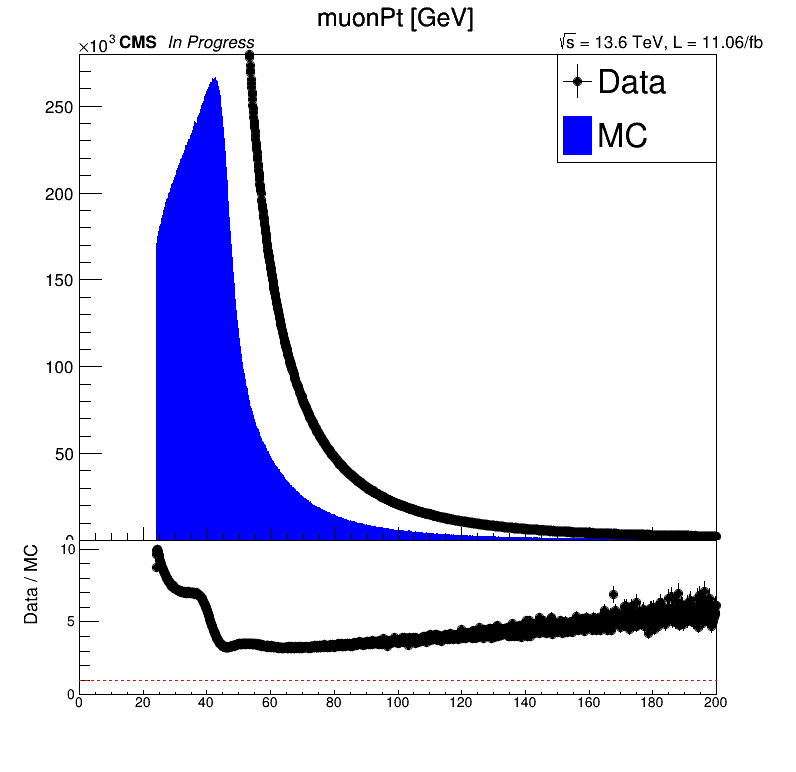 muonPt [GeV]
×10³ CMS In Progress √s = 13.6 TeV, L = 11.06/fb
Data
MC
250
200
150
100
50
0
Data / MC
10
5
0
0 20 40 60 80 100 120 140 160 180 200